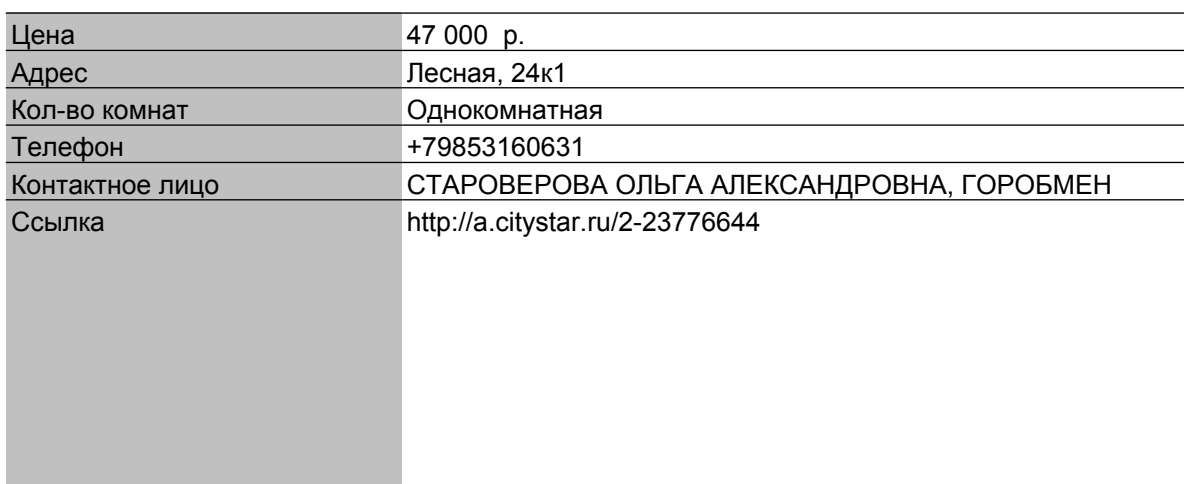 Цена 47 000 р.
Адрес Лесная, 24к1
Кол-во комнат Однокомнатная
Телефон +79853160631
Контактное лицо СТАРОВЕРОВА ОЛЬГА АЛЕКСАНДРОВНА, ГОРОБМЕН
Ссылка http://a.citystar.ru/2-23776644